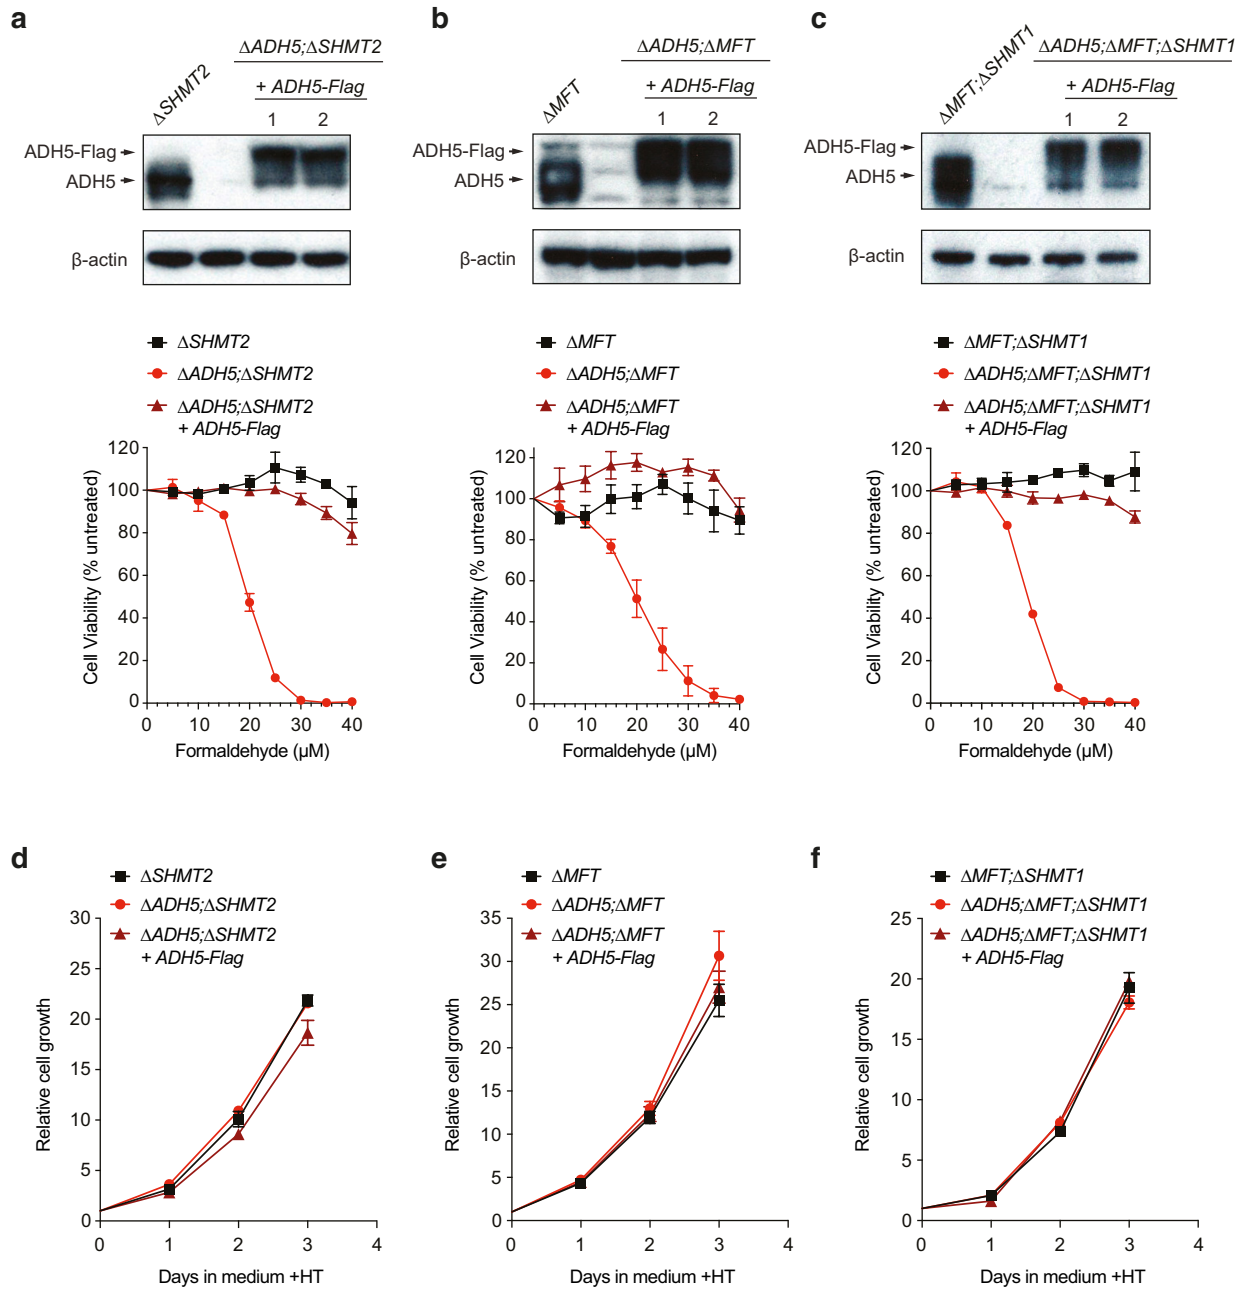 a
ΔSHMT2
ΔADH5;ΔSHMT2
+ ADH5-Flag
1 2
ADH5-Flag
ADH5
β-actin
b
ΔMFT
ΔADH5;ΔMFT
+ ADH5-Flag
1 2
ADH5-Flag
ADH5
β-actin
c
ΔMFT;ΔSHMT1
ΔADH5;ΔMFT;ΔSHMT1
+ ADH5-Flag
1 2
ADH5-Flag
ADH5
β-actin
ΔSHMT2
ΔADH5;ΔSHMT2
ΔADH5;ΔSHMT2
+ ADH5-Flag
Cell Viability (% untreated)
120
100
80
60
40
20
0
0 10 20 30 40
Formaldehyde (µM)
ΔMFT
ΔADH5;ΔMFT
ΔADH5;ΔMFT
+ ADH5-Flag
Cell Viability (% untreated)
120
100
80
60
40
20
0
0 10 20 30 40
Formaldehyde (µM)
ΔMFT;ΔSHMT1
ΔADH5;ΔMFT;ΔSHMT1
ΔADH5;ΔMFT;ΔSHMT1
+ ADH5-Flag
Cell Viability (% untreated)
120
100
80
60
40
20
0
0 10 20 30 40
Formaldehyde (µM)
d
ΔSHMT2
ΔADH5;ΔSHMT2
ΔADH5;ΔSHMT2
+ ADH5-Flag
Relative cell growth
30
25
20
15
10
5
0
0 1 2 3 4
Days in medium +HT
e
ΔMFT
ΔADH5;ΔMFT
ΔADH5;ΔMFT
+ ADH5-Flag
Relative cell growth
35
30
25
20
15
10
5
0
0 1 2 3 4
Days in medium +HT
f
ΔMFT;ΔSHMT1
ΔADH5;ΔMFT;ΔSHMT1
ΔADH5;ΔMFT;ΔSHMT1
+ ADH5-Flag
Relative cell growth
25
20
15
10
5
0
0 1 2 3 4
Days in medium +HT